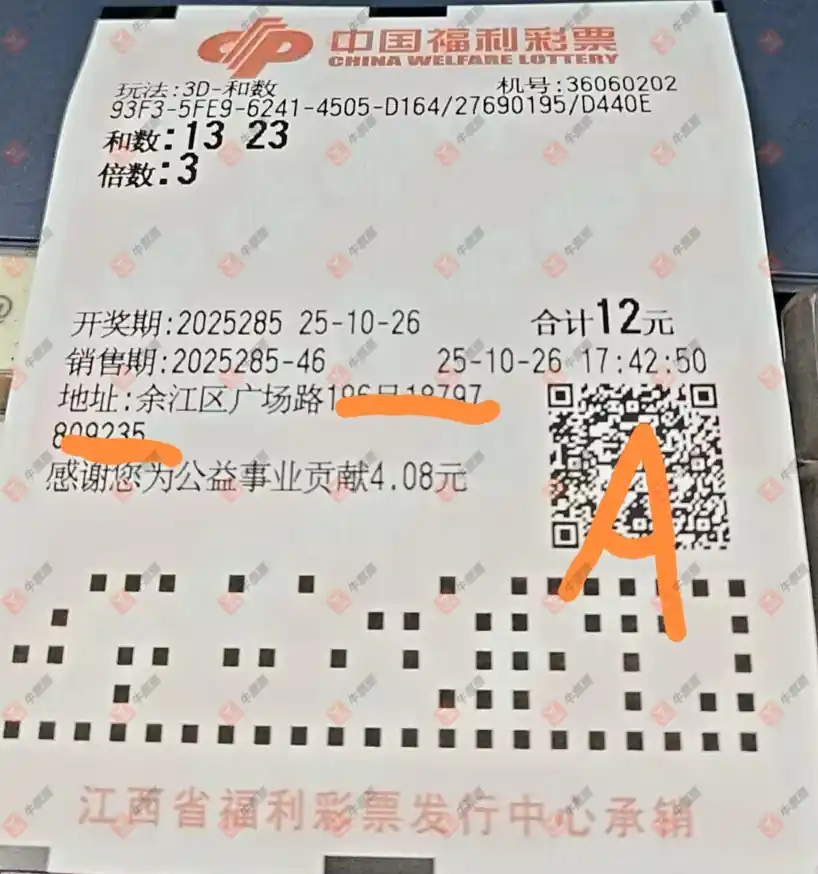 中国福利彩票
CHINA WELFARE LOTTERY
玩法:3D-和数 机号:36060202
93F3-5FE9-6241-4505-D164/27690195/D440E
和数:13 23
倍数:3
开奖期:2025285 25-10-26 合计12元
销售期:2025285-46 25-10-26 17:42:50
地址:余江区广场路
感谢您为公益事业贡献4.08元
A
江西省福利彩票发行中心承销